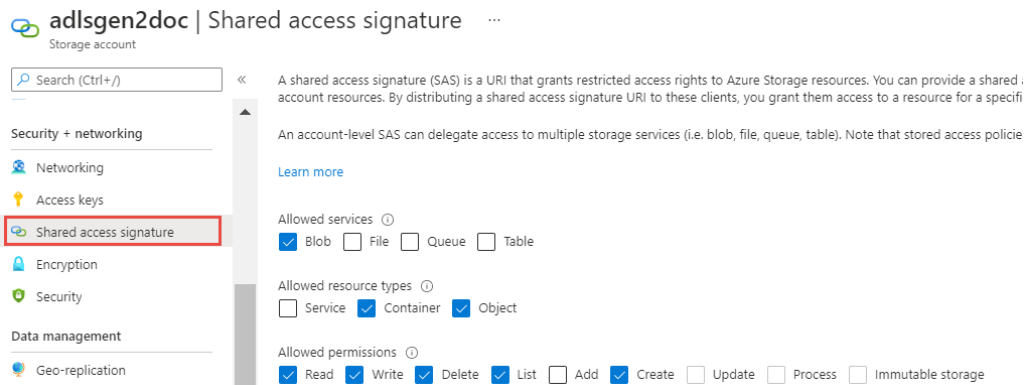 adlsgen2doc | Shared access signature ...
Storage account
Search (Ctrl+/) «
Security + networking
Networking
Access keys
Shared access signature
Encryption
Security
Data management
Geo-replication
A shared access signature (SAS) is a URI that grants restricted access rights to Azure Storage resources. You can provide a shared
account resources. By distributing a shared access signature URI to these clients, you grant them access to a resource for a specifi
An account-level SAS can delegate access to multiple storage services (i.e. blob, file, queue, table). Note that stored access policie
Learn more
Allowed services
Blob File Queue Table
Allowed resource types
Service Container Object
Allowed permissions
Read Write Delete List Add Create Update Process Immutable storage